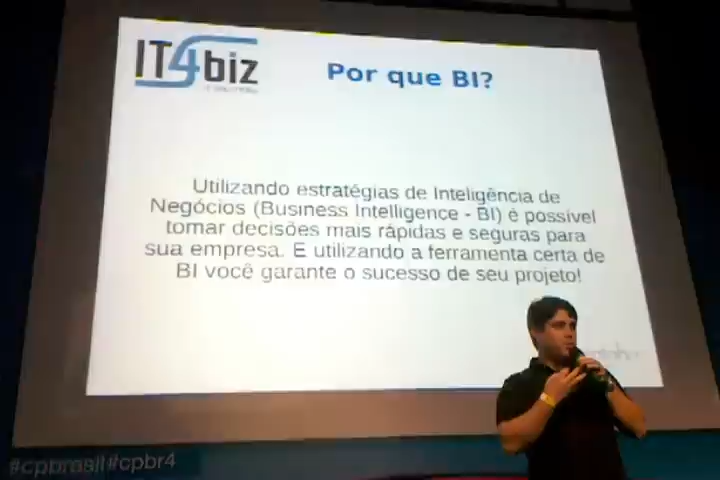 IT4biz
Por que BI?
Utilizando estratégias de Inteligência de
Negócios (Business Intelligence - BI) é possível
tomar decisões mais rápidas e seguras para
sua empresa. E utilizando a ferramenta certa de
BI você garante o sucesso de seu projeto!
#cpbrasil #cpbr4